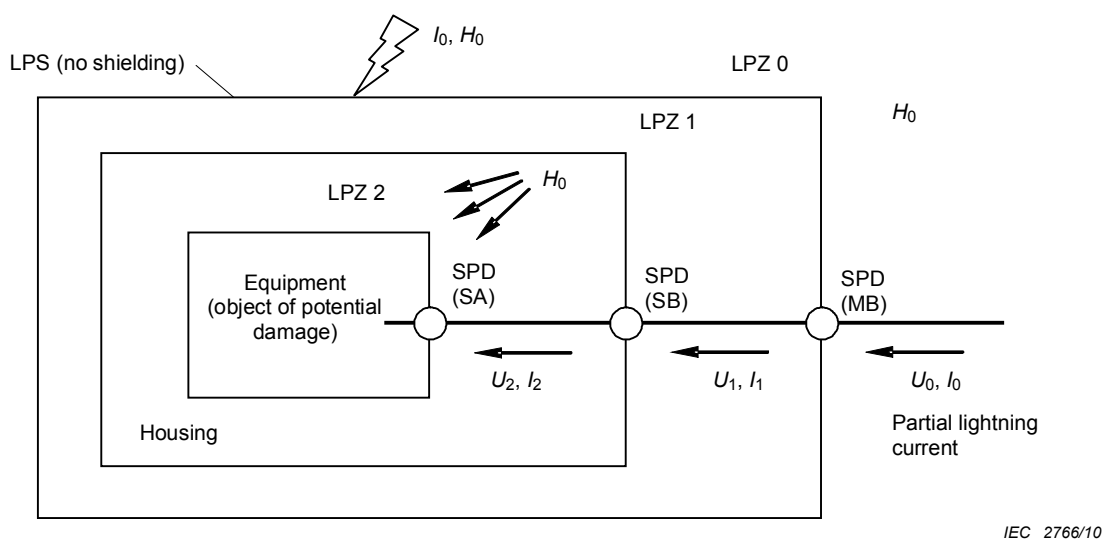 I0, H0
LPS (no shielding)
LPZ 0
H0
LPZ 1
LPZ 2
H0
Equipment
(object of potential
damage)
SPD
(SA)
SPD
(SB)
SPD
(MB)
U2, I2
U1, I1
U0, I0
Housing
Partial lightning
current
IEC 2766/10